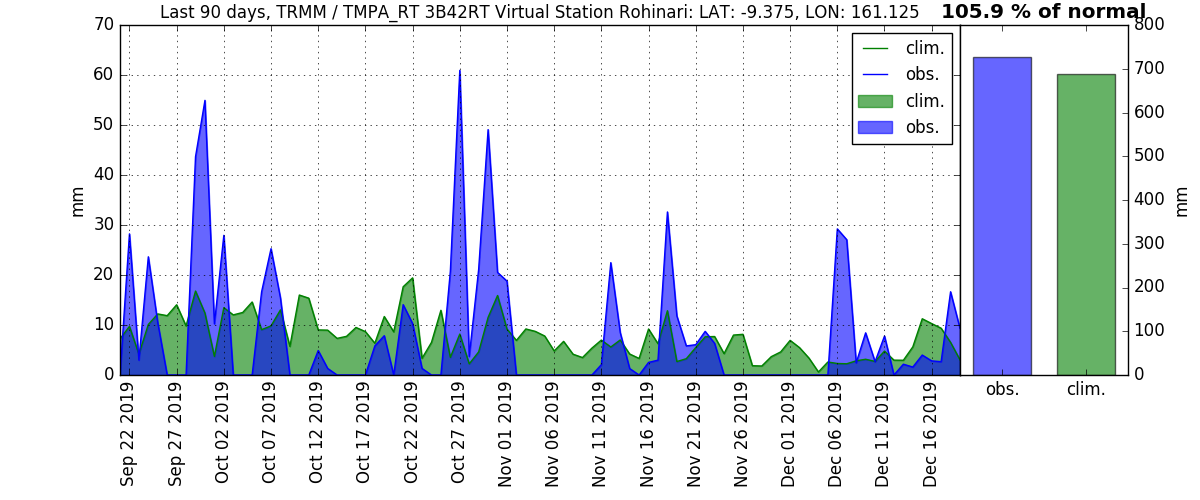 Last 90 days, TRMM / TMPA_RT 3B42RT Virtual Station Rohinari: LAT: -9.375, LON: 161.125
105.9 % of normal
70
60
50
40
30
20
10
0
mm
clim.
obs.
clim.
obs.
800
700
600
500
400
300
200
100
0
mm
Sep 22 2019
Sep 27 2019
Oct 02 2019
Oct 07 2019
Oct 12 2019
Oct 17 2019
Oct 22 2019
Oct 27 2019
Nov 01 2019
Nov 06 2019
Nov 11 2019
Nov 16 2019
Nov 21 2019
Nov 26 2019
Dec 01 2019
Dec 06 2019
Dec 11 2019
Dec 16 2019
obs.
clim.